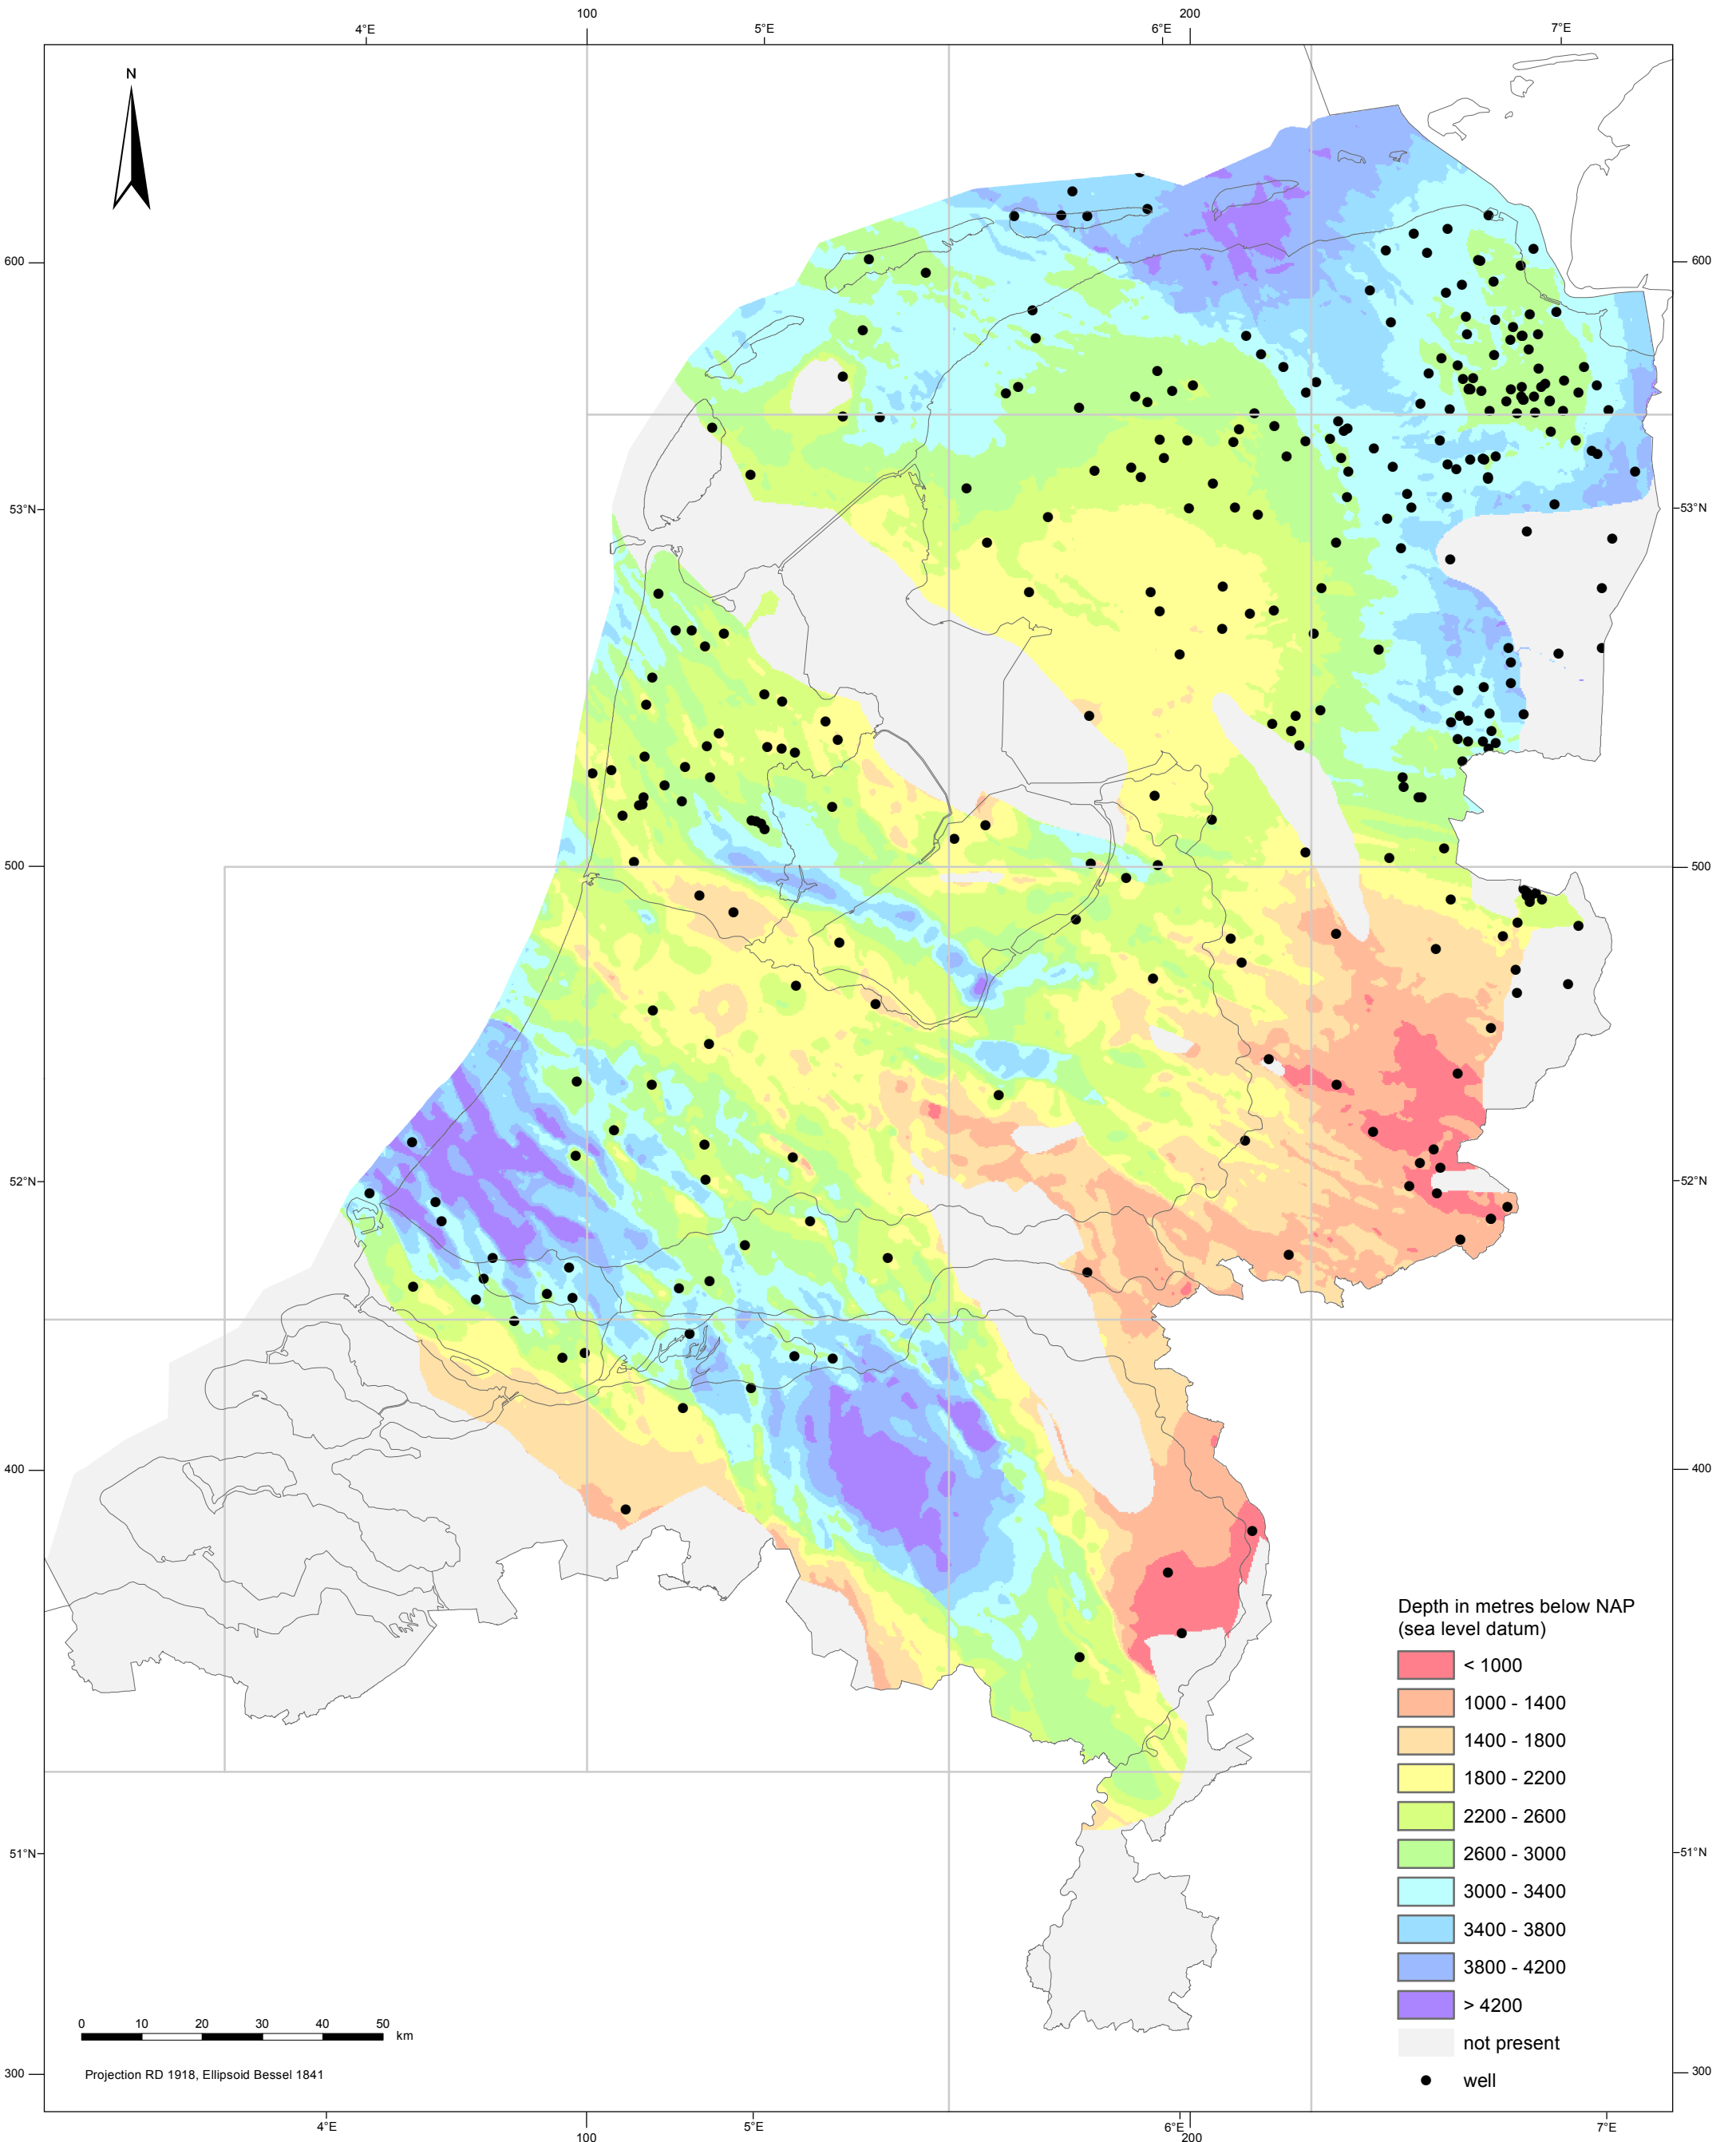 100
200
4°E
5°E
6°E
7°E
N
600
600
53°N
53°N
500
500
52°N
52°N
400
400
Depth in metres below NAP
(sea level datum)
< 1000
1000 - 1400
1400 - 1800
1800 - 2200
2200 - 2600
51°N
51°N
2600 - 3000
3000 - 3400
3400 - 3800
3800 - 4200
> 4200
0 10 20 30 40 50
km
not present
Projection RD 1918, Ellipsoid Bessel 1841
300
300
well
4°E
5°E
6°E
7°E
100
200